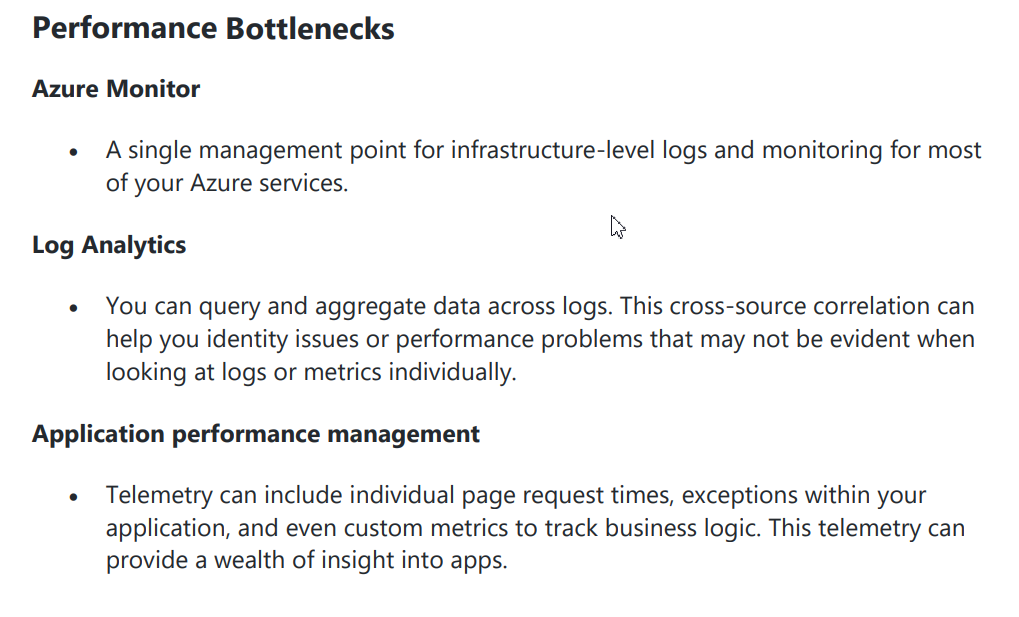 Performance Bottlenecks
Azure Monitor
• A single management point for infrastructure-level logs and monitoring for most
of your Azure services.
Log Analytics
• You can query and aggregate data across logs. This cross-source correlation can
help you identity issues or performance problems that may not be evident when
looking at logs or metrics individually.
Application performance management
• Telemetry can include individual page request times, exceptions within your
application, and even custom metrics to track business logic. This telemetry can
provide a wealth of insight into apps.